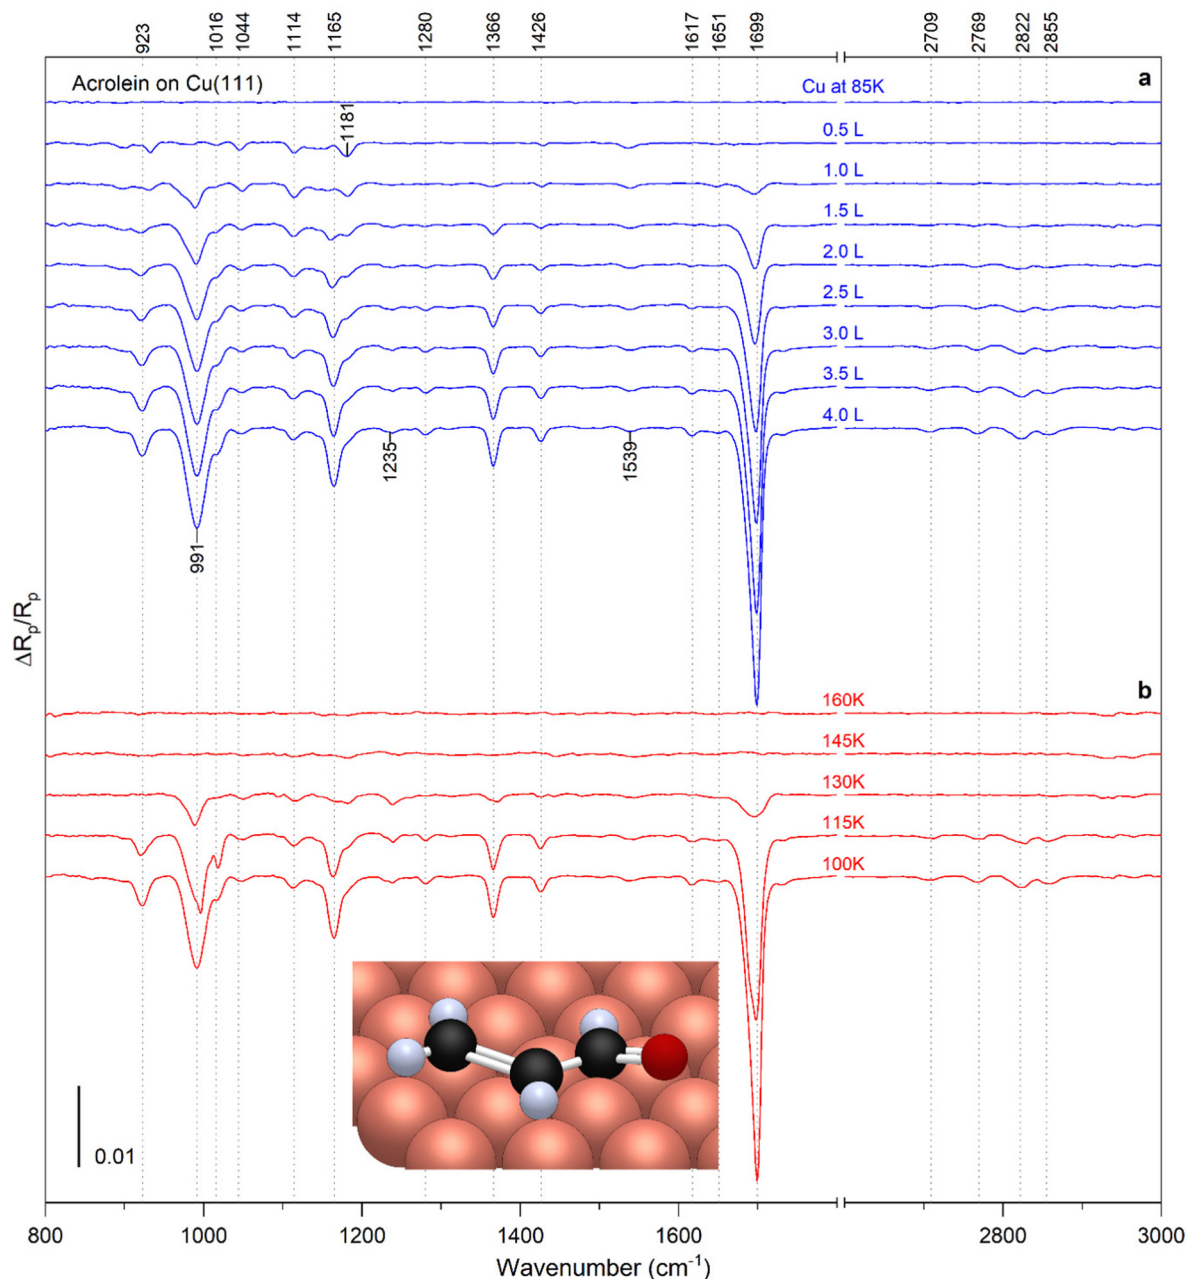 923 1016 1044 1114 1165 1280 1366 1426 1617 1651 1699 2709 2769 2822 2855
Acrolein on Cu(111)
Cu at 85K
a
1181
0.5 L
1.0 L
1.5 L
2.0 L
2.5 L
3.0 L
3.5 L
4.0 L
1235
1539
991
ΔRp/Rp
b
160K
145K
130K
115K
100K
0.01
800 1000 1200 1400 1600 2800 3000
Wavenumber (cm-1)